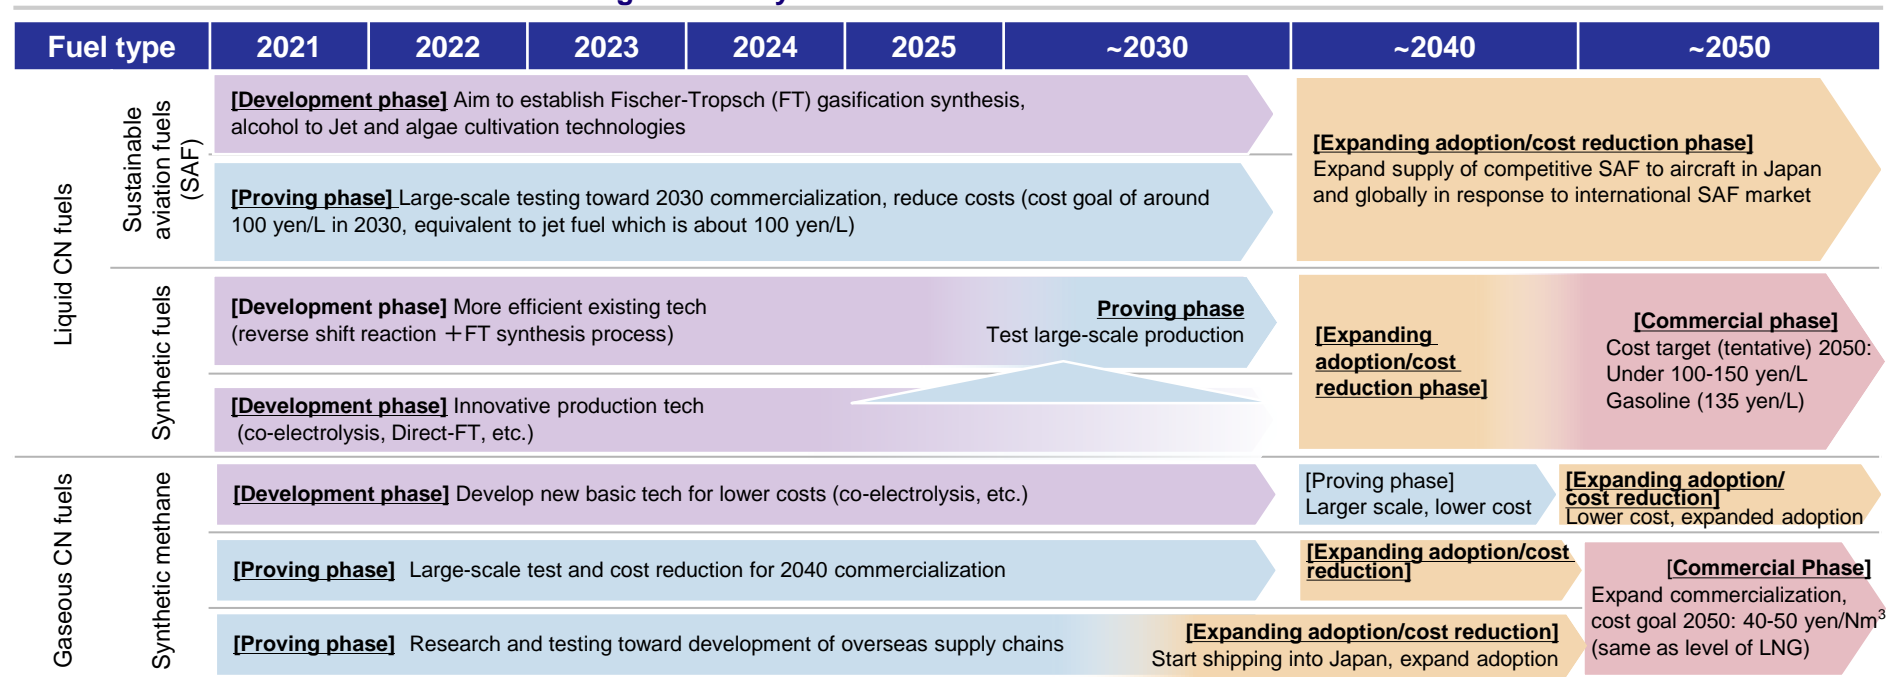 Fuel type 2021 2022 2023 2024 2025 ~2030 ~2040 ~2050
Liquid CN fuels
Sustainable
aviation fuels
(SAF)
[Development phase] Aim to establish Fischer-Tropsch (FT) gasification synthesis,
alcohol to Jet and algae cultivation technologies
[Proving phase] Large-scale testing toward 2030 commercialization, reduce costs (cost goal of around
100 yen/L in 2030, equivalent to jet fuel which is about 100 yen/L)
[Expanding adoption/cost reduction phase]
Expand supply of competitive SAF to aircraft in Japan
and globally in response to international SAF market
Synthetic fuels
[Development phase] More efficient existing tech
(reverse shift reaction ＋FT synthesis process)
Proving phase
Test large-scale production
[Development phase] Innovative production tech
(co-electrolysis, Direct-FT, etc.)
[Expanding
adoption/cost
reduction phase]
[Commercial phase]
Cost target (tentative) 2050:
Under 100-150 yen/L
Gasoline (135 yen/L)
Gaseous CN fuels
Synthetic methane
[Development phase] Develop new basic tech for lower costs (co-electrolysis, etc.)
[Proving phase]
Larger scale, lower cost
[Expanding adoption/
cost reduction]
Lower cost, expanded adoption
[Proving phase] Large-scale test and cost reduction for 2040 commercialization
[Expanding adoption/cost
reduction]
[Proving phase] Research and testing toward development of overseas supply chains
[Expanding adoption/cost reduction]
Start shipping into Japan, expand adoption
[Commercial Phase]
Expand commercialization,
cost goal 2050: 40-50 yen/Nm³
(same as level of LNG)